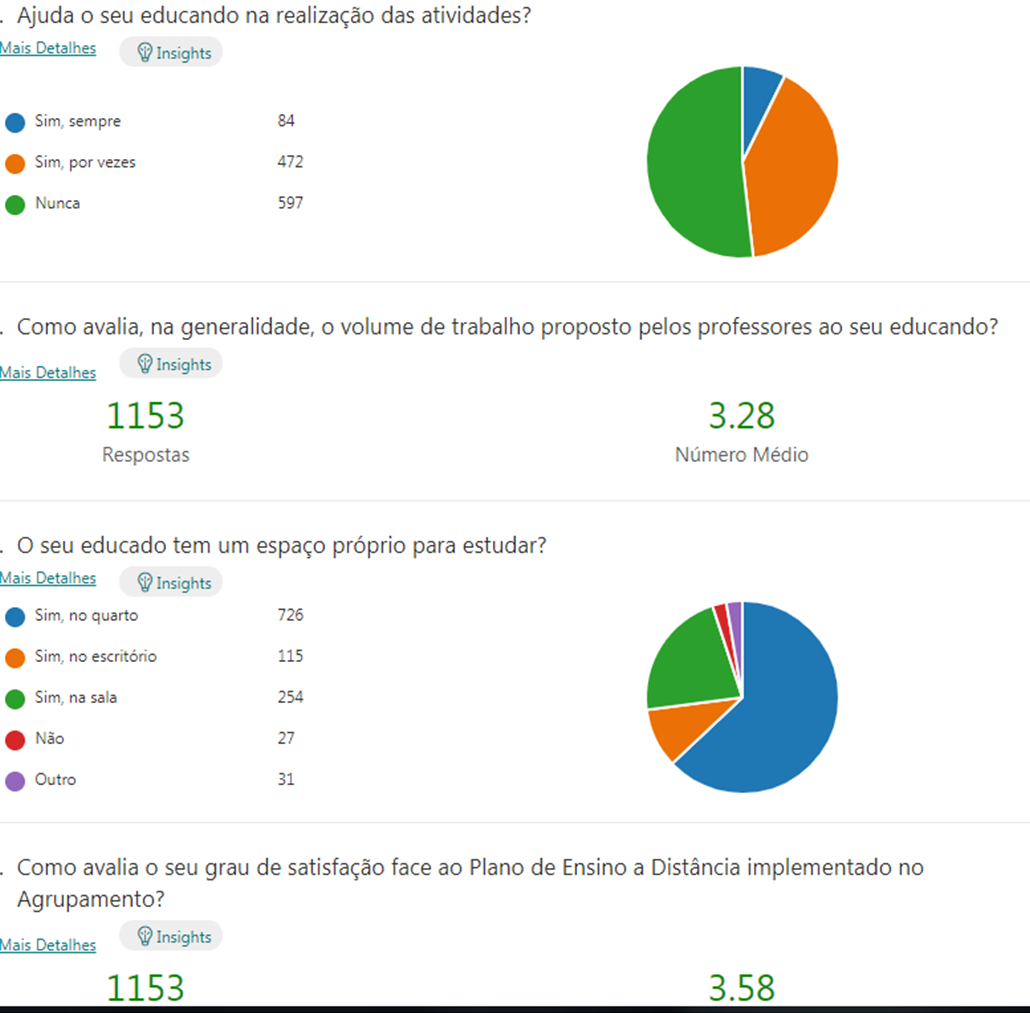 . Ajuda o seu educando na realização das atividades?
Mais Detalhes Insights
Sim, sempre 84
Sim, por vezes 472
Nunca 597
. Como avalia, na generalidade, o volume de trabalho proposto pelos professores ao seu educando?
Mais Detalhes Insights
1153 3.28
Respostas Número Médio
. O seu educado tem um espaço próprio para estudar?
Mais Detalhes Insights
Sim, no quarto 726
Sim, no escritório 115
Sim, na sala 254
Não 27
Outro 31
. Como avalia o seu grau de satisfação face ao Plano de Ensino a Distância implementado no
Agrupamento?
Mais Detalhes Insights
1153 3.58